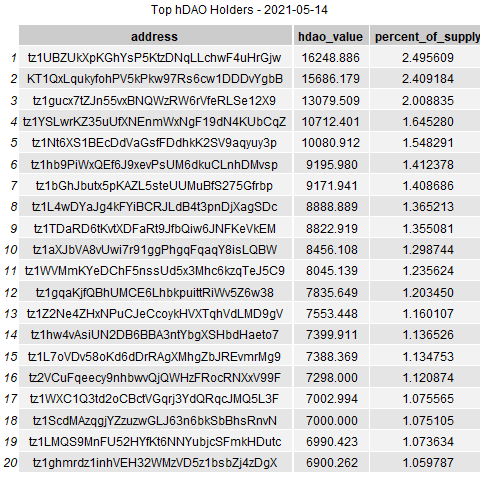 Top hDAO Holders - 2021-05-14
address hdao_value percent_of_supply
1 tz1UBZUkXpKGhYsP5KtzDNqLLchwF4uHrGjw 16248.886 2.495609
2 KT1QxLqukyfohPV5kPkw97Rs6cw1DDDvYgbB 15686.179 2.409184
3 tz1gucx7tZJn55vxBNQWzRW6rVfeRLSe12X9 13079.509 2.008835
4 tz1YSLwrKZ35uUfXNEnmWxNgF19dN4KUbCqZ 10712.401 1.645280
5 tz1Nt6XS1BEcDdVaGsfFDdhkK2SV9aqyuy3p 10080.912 1.548291
6 tz1hb9PiWxQEf6J9xevPsUM6dkuCLnhDMvsp 9195.980 1.412378
7 tz1bGhJbutx5pKAZL5steUUMuBfS275Gfrbp 9171.941 1.408686
8 tz1L4wDYaJg4kFYiBCRJLdB4t3pnDjXagSDc 8888.889 1.365213
9 tz1TDaRD6tKvtXDFaRt9JfbQiw6JNFKeVkEM 8822.919 1.355081
10 tz1aXJbVA8vUwi7r91ggPhgqFqaqY8isLQBW 8456.108 1.298744
11 tz1WVMmKYeDChF5nssUd5x3Mhc6kzqTeJ5C9 8045.139 1.235624
12 tz1gqaKjfQBhUMCE6LhbkpuittRiWv5Z6w38 7835.649 1.203450
13 tz1Z2Ne4ZHxNPuCJeCcoykHVXTqhVdLMD9gV 7553.448 1.160107
14 tz1hw4vAsiUN2DB6BBA3ntYbgXSHbdHaeto7 7399.911 1.136526
15 tz1L7oVDv58oKd6dDrRAgXMhgZbJREvmrMg9 7388.369 1.134753
16 tz2VCuFqeecy9nhbwvQjQWHzFRocRNXxV99F 7298.000 1.120874
17 tz1WXC1Q3td2oCBctVGqrj3YdQRqcJMQ5L3F 7002.994 1.075565
18 tz1ScdMAzqgjYZzuzwGLJ63n6bkSbBhsRnvN 7000.000 1.075105
19 tz1LMQS9MnFU52HYfKt6NNYubjcSFmkHDutc 6990.423 1.073634
20 tz1ghmrdz1inhVEH32WMzVD5z1bsbZj4zDgX 6900.262 1.059787